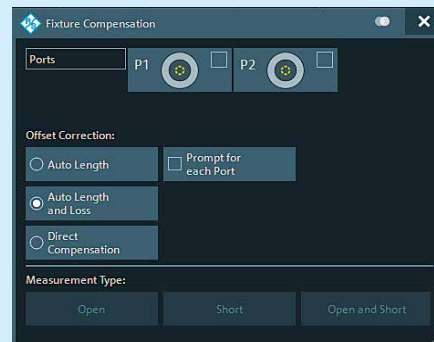 Fixture Compensation
Ports
P1
P2
Offset Correction:
Auto Length
Prompt for
each Port
Auto Length
and Loss
Direct
Compensation
Measurement Type:
Open
Short
Open and Short